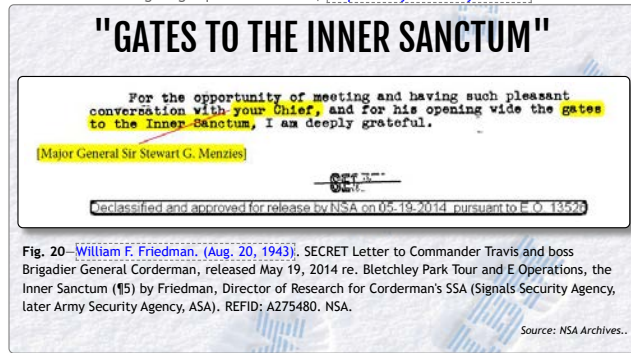 "GATES TO THE INNER SANCTUM"
For the opportunity of meeting and having such pleasant
conversation with your Chief, and for his opening wide the gates
to the Inner Sanctum, I am deeply grateful.
[Major General Sir Stewart G. Menzies]
Declassified and approved for release by NSA on 05-19-2014 pursuant to E.O. 13526
Fig. 20—William F. Friedman. (Aug. 20, 1943). SECRET Letter to Commander Travis and boss
Brigadier General Corderman, released May 19, 2014 re. Bletchley Park Tour and E Operations, the
Inner Sanctum (¶5) by Friedman, Director of Research for Corderman's SSA (Signals Security Agency,
later Army Security Agency, ASA). REFID: A275480. NSA.
Source: NSA Archives..